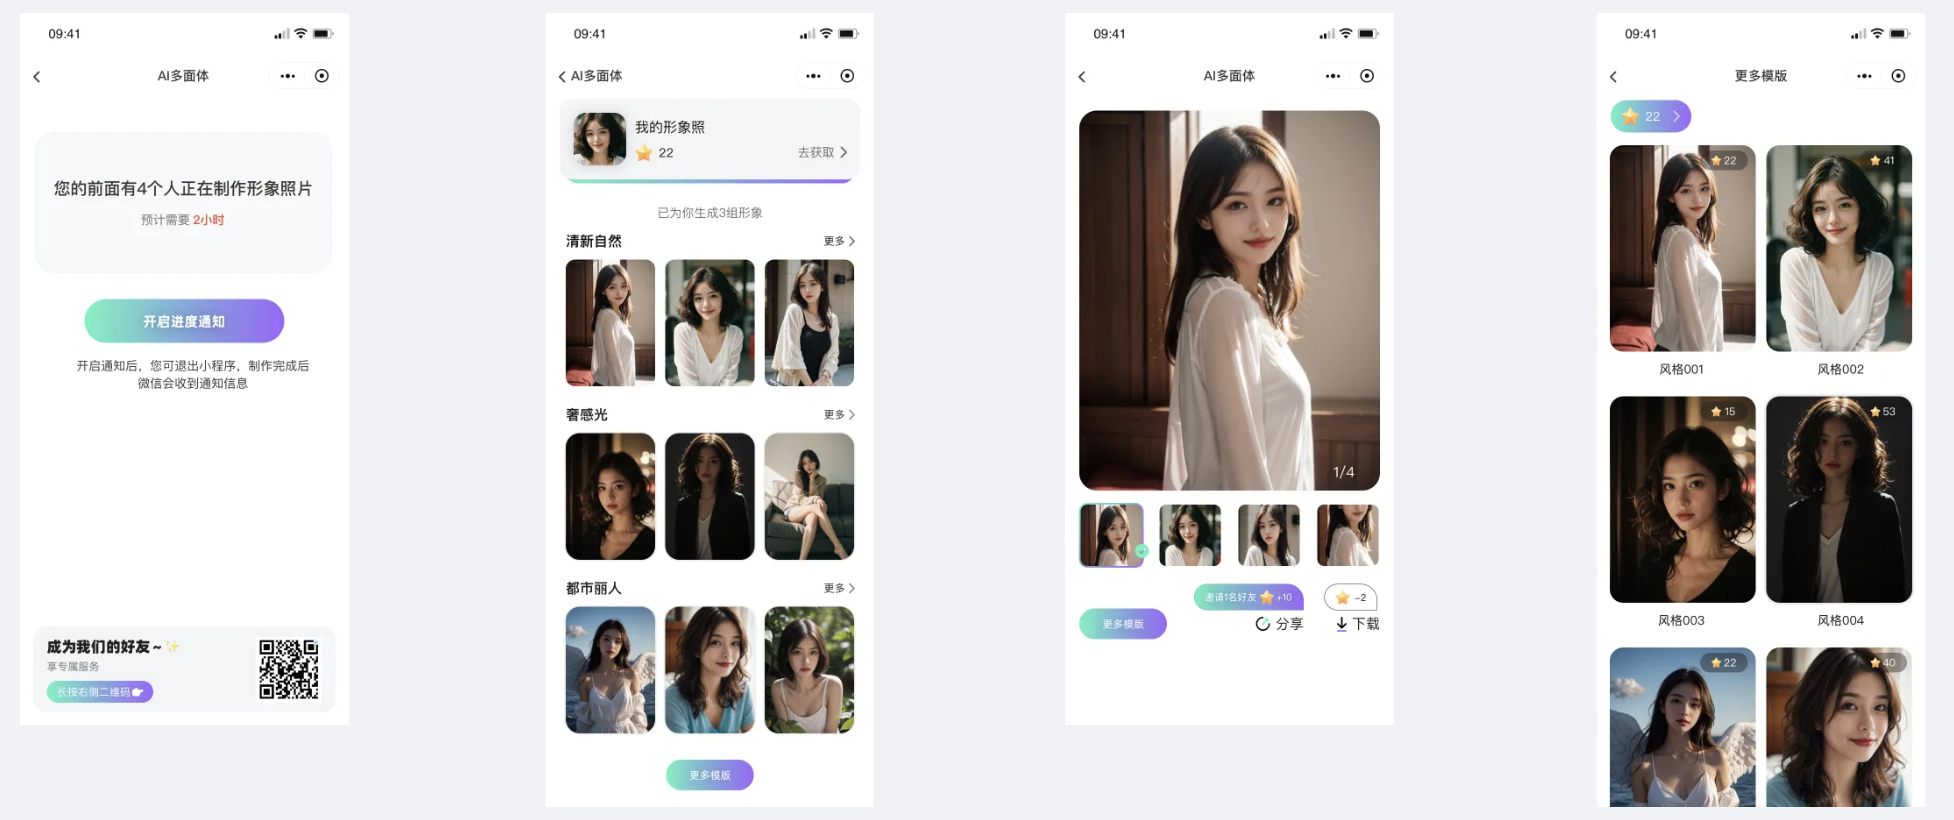 09:41
AI多面体
您的前面有4个人正在制作形象照片
预计需要 2小时
开启进度通知
开启通知后，您可退出小程序，制作完成后
微信会收到通知信息
成为我们的好友~
享专属服务
长按右侧二维码
09:41
AI多面体
我的形象照
22
去获取
已为你生成3组形象
清新自然
更多
奢感光
更多
都市丽人
更多
更多模版
09:41
AI多面体
1/4
邀请1名好友 +10
-2
更多模版
分享
下载
09:41
更多模版
22
22
41
风格001
风格002
15
53
风格003
风格004
22
40